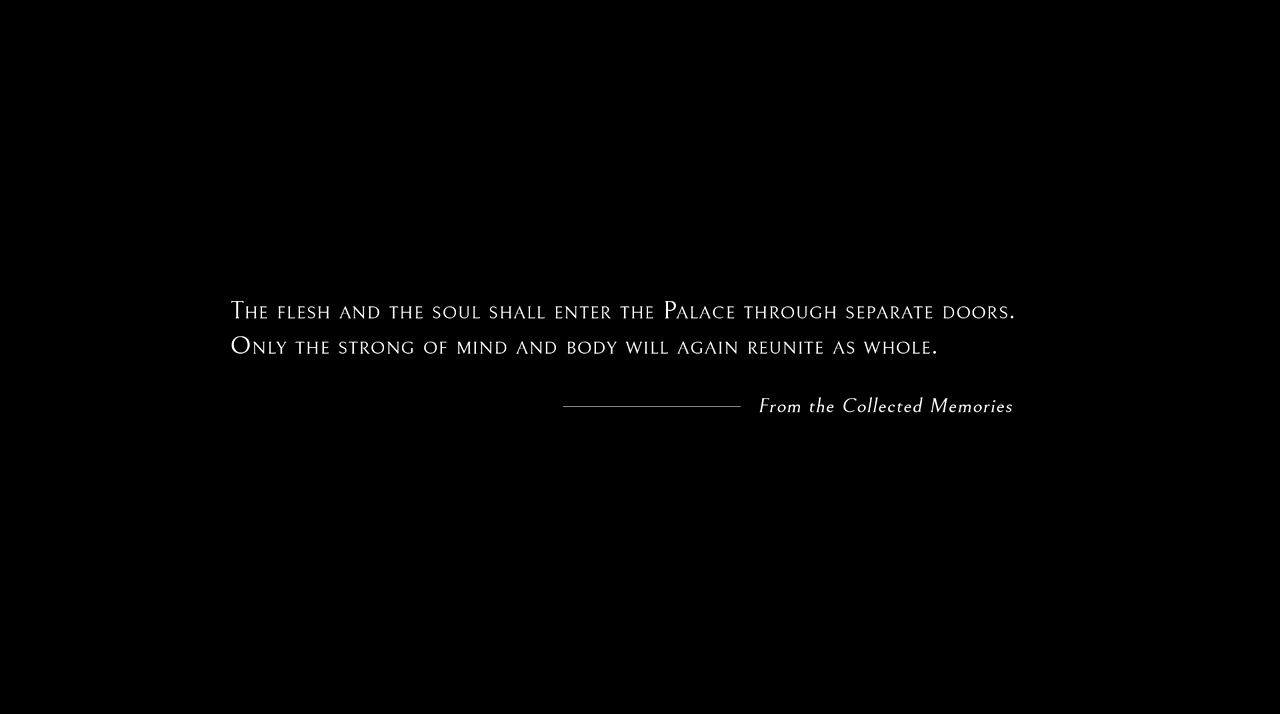 The flesh and the soul shall enter the Palace through separate doors.
Only the strong of mind and body will again reunite as whole.
From the Collected Memories